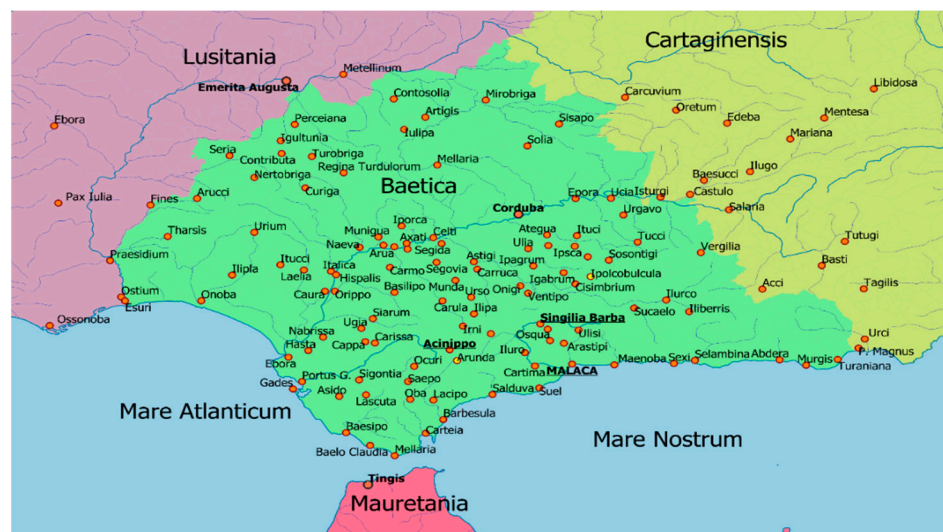 Cartaginensis
Lusitania
Metellinum
Emerita Augusta
Libidosa
Contosolia
Mirobriga
Carcuvium
Artigis
Oretum
Mentesa
Ebora
Perceiana
Iulipa
Sisapo
Edeba
Igultunia
Mariana
Solia
Seria
Turobriga
Contributa
Regina Turdulorum
Mellaria
Ilugo
Nertobriga
Baesucci
Baetica
Curiga
Pax Iulia
Arucci
Fines
Epora
Ucia
Isturgi
Castulo
Corduba
Salaria
Urgavo
Iporca
Tharsis
Urium
Munigua
Axati
Celti
Ategua
Ituci
Tucci
Tutugi
Naeva
Arua
Segida
Ulla
Ipsca
Vergilia
Praesidium
Itucci
Italica
Carmo
Segovia
Astigi
Ipagrum
Sosontigi
Basti
Ilipla
Laelia
Hispalis
Carruca
Ipolcobulcula
Munda
Igabrum
Cisimbrium
Acci
Tagilis
Ostium
Esuri
Onoba
Caura
Orippo
Basilipo
Urso
Onigi
Ventipo
Ilurco
Carula
Ilipa
Sucaelo
Iliberris
Ossonoba
Siarum
Singilia Barba
Ugia
Irni
Nabrissa
Osqua
Ulisi
Urci
Hasta
Cappa
Carissa
Acinippo
Iluro
Arastipi
P. Magnus
Ebora
Ocuri
Arunda
Cartima
MALACA
Maenoba
Sexi
Selambina
Abdera
Murgis
Turaniana
Portus G.
Sigontia
Saepo
Gades
Asido
Lascuta
Oba
Lacipo
Salduva
Suel
Mare Atlanticum
Barbesula
Baesipo
Carteia
Mare Nostrum
Baelo Claudia
Mellaria
Tingis
Mauretania